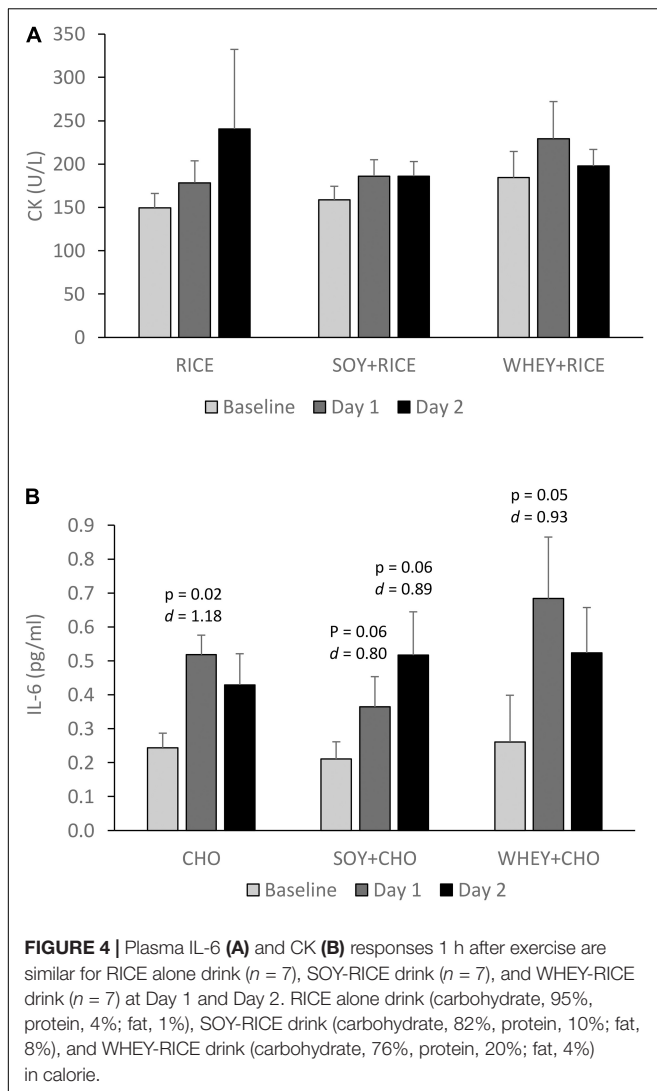 A
350
300
250
200
150
100
50
0
CK (U/L)
RICE SOY+RICE WHEY+RICE
Baseline Day 1 Day 2
B
p = 0.05
d = 0.93
p = 0.06
d = 0.89
p = 0.02
d = 1.18
P = 0.06
d = 0.80
0.9
0.8
0.7
0.6
0.5
0.4
0.3
0.2
0.1
0.0
IL-6 (pg/ml)
CHO SOY+CHO WHEY+CHO
Baseline Day 1 Day 2
FIGURE 4 | Plasma IL-6 (A) and CK (B) responses 1 h after exercise are
similar for RICE alone drink (n = 7), SOY-RICE drink (n = 7), and WHEY-RICE
drink (n = 7) at Day 1 and Day 2. RICE alone drink (carbohydrate, 95%,
protein, 4%; fat, 1%), SOY-RICE drink (carbohydrate, 82%, protein, 10%; fat,
8%), and WHEY-RICE drink (carbohydrate, 76%, protein, 20%; fat, 4%)
in calorie.